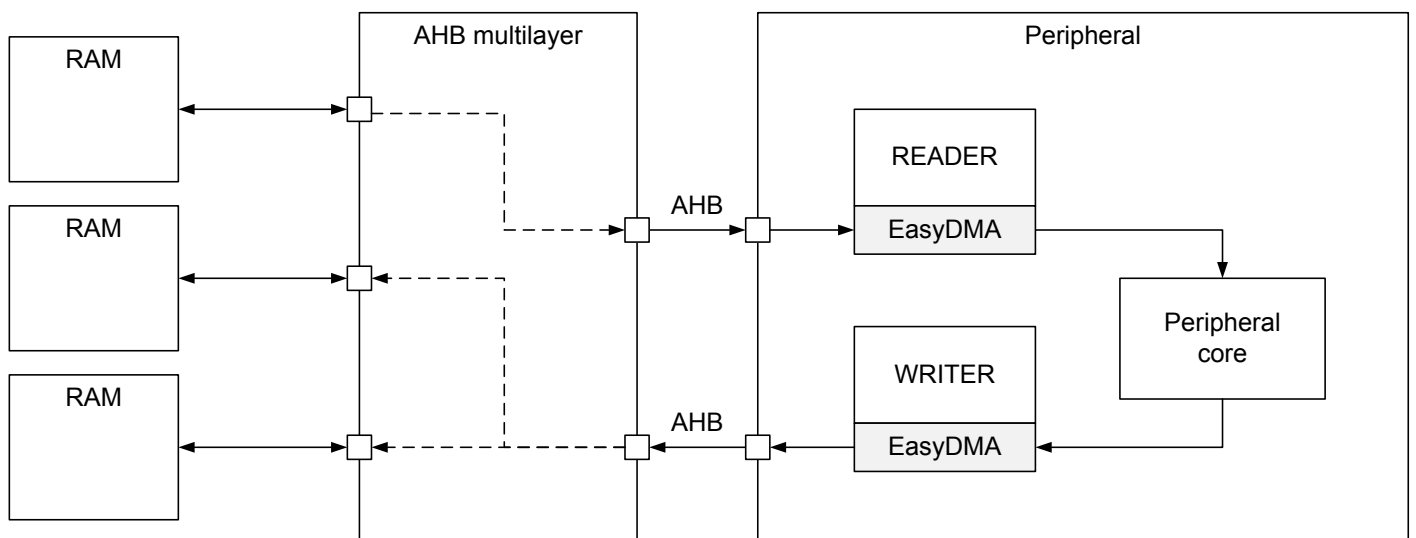 AHB multilayer
Peripheral
RAM
READER
AHB
EasyDMA
RAM
Peripheral
core
WRITER
RAM
AHB
EasyDMA